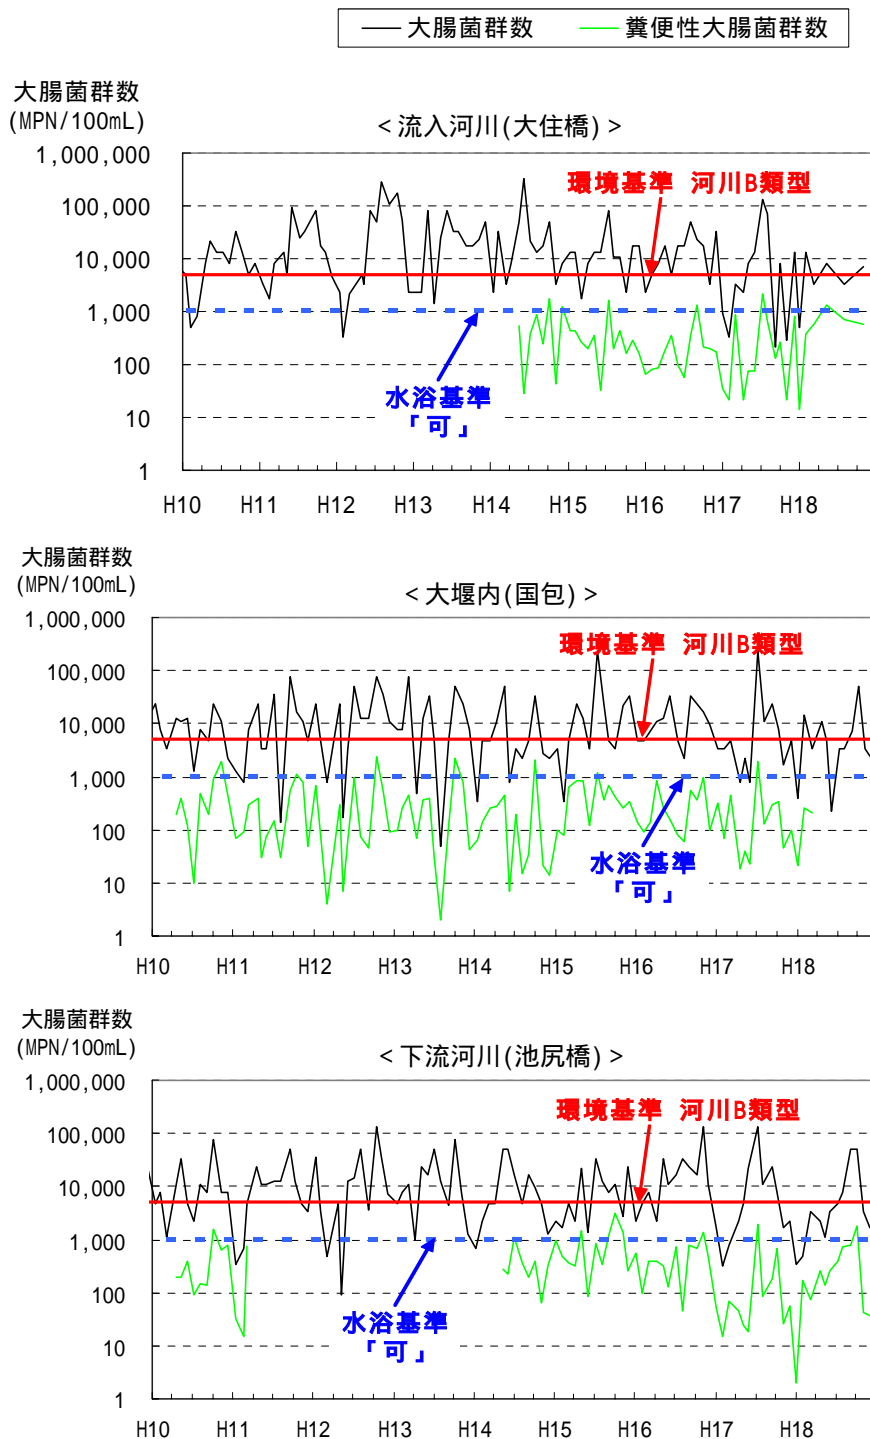 大腸菌群数 糞便性大腸菌群数
大腸菌群数
(MPN/100mL)
<流入河川(大住橋)>
1,000,000
100,000
10,000
1,000
100
10
1
環境基準 河川B類型
水浴基準
「可」
H10 H11 H12 H13 H14 H15 H16 H17 H18
大腸菌群数
(MPN/100mL)
<大堰内(国包)>
1,000,000
100,000
10,000
1,000
100
10
1
環境基準 河川B類型
水浴基準
「可」
H10 H11 H12 H13 H14 H15 H16 H17 H18
大腸菌群数
(MPN/100mL)
<下流河川(池尻橋)>
1,000,000
100,000
10,000
1,000
100
10
1
環境基準 河川B類型
水浴基準
「可」
H10 H11 H12 H13 H14 H15 H16 H17 H18